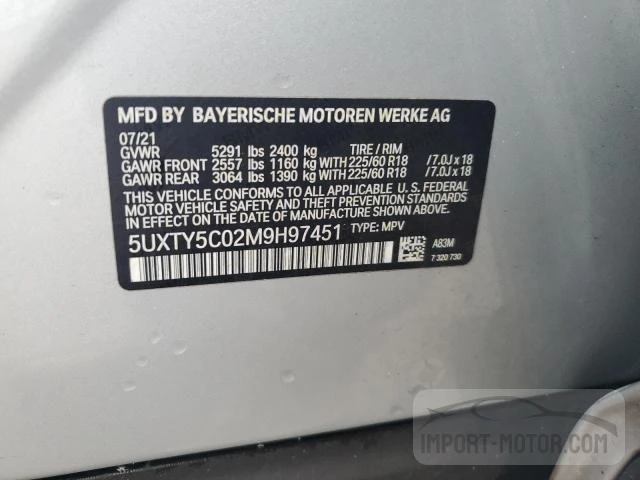 MFD BY BAYERISCHE MOTOREN WERKE AG
07/21
GVWR 5291 lbs 2400 kg TIRE / RIM
GAWR FRONT 2557 lbs 1160 kg WITH 225/60 R18 /7.0J x 18
GAWR REAR 3064 lbs 1390 kg WITH 225/60 R18 /7.0J x 18
THIS VEHICLE CONFORMS TO ALL APPLICABLE U. S. FEDERAL
MOTOR VEHICLE SAFETY AND THEFT PREVENTION STANDARDS
IN EFFECT ON THE DATE OF MANUFACTURE SHOWN ABOVE.
5UXTY5C02M9H97451 TYPE: MPV
A83M
7 320 730
IMPORT-MOTOR.COM